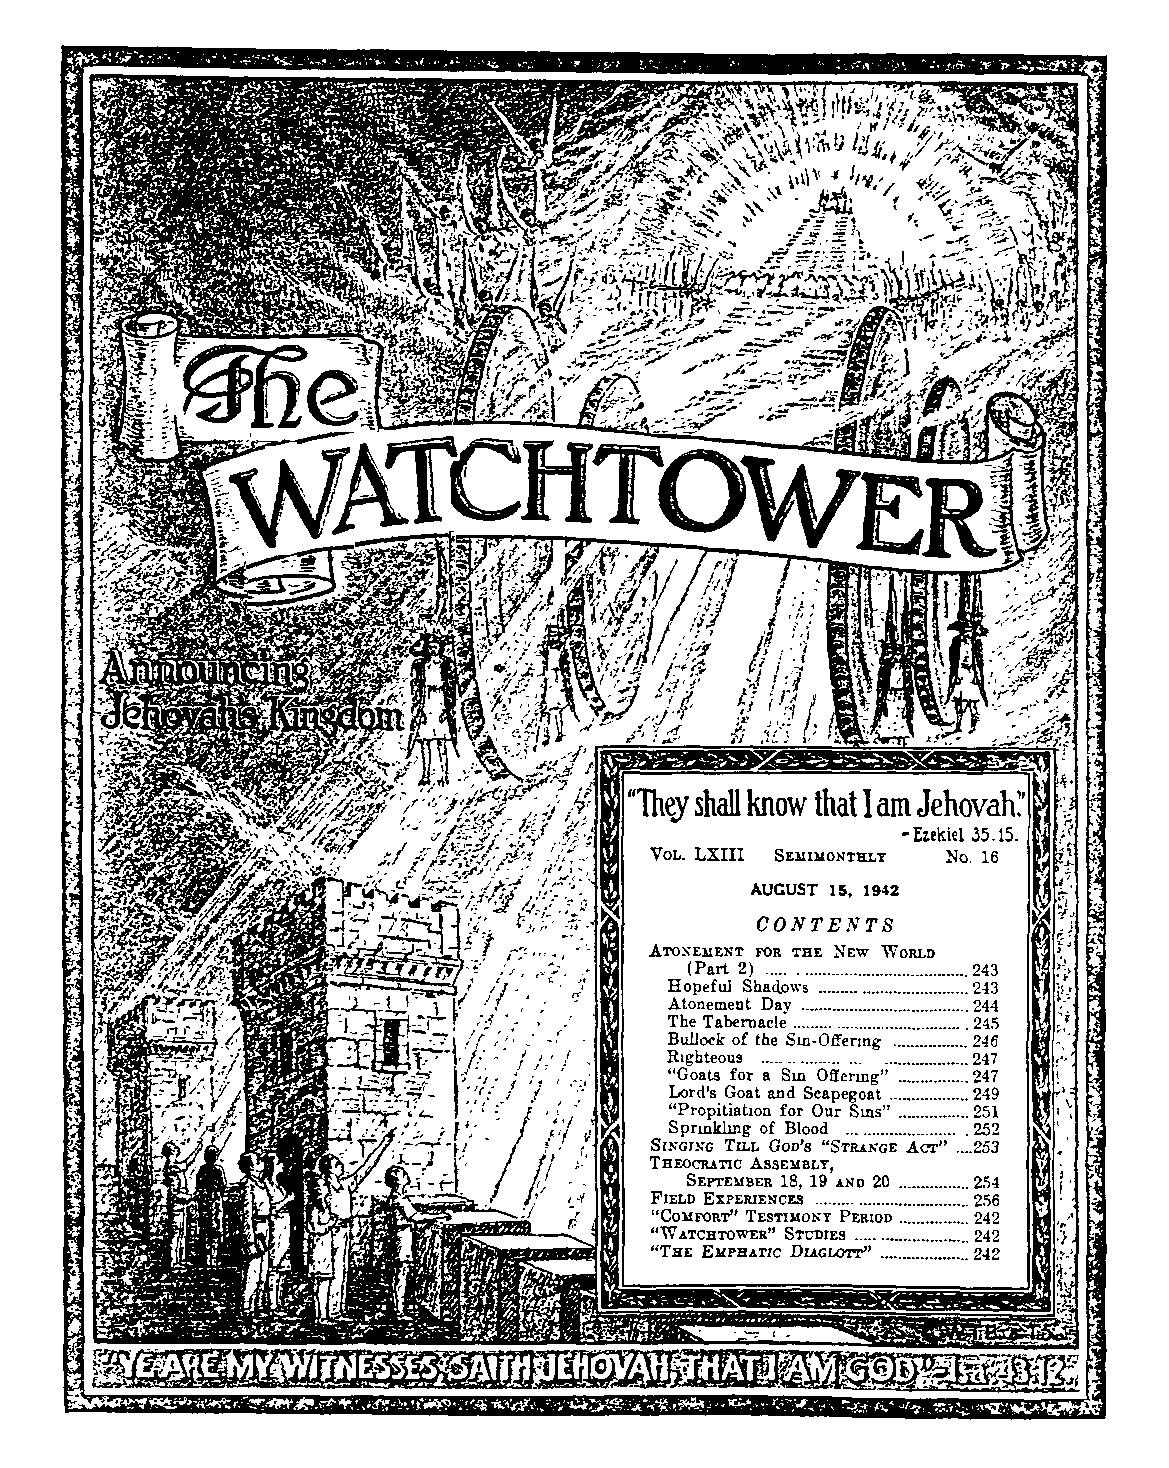 The
WATCHTOWER
Announcing
Jehovah's Kingdom
"They shall know that I am Jehovah."
- Ezekiel 35.15.
VOL. LXIII SEMIMONTHLY No. 16
AUGUST 15, 1942
CONTENTS
ATONEMENT FOR THE NEW WORLD
(Part 2) ..... . ........................................ 243
Hopeful Shadows ......... ........................ 243
Atonement Day ...................................... 244
The Tabernacle ........................................ 245
Bullock of the Sin-Offering .................. 246
Righteous ..... ... ......... ... .................. 247
"Goats for a Sin Offering" ................ 247
Lord's Goat and Scapegoat .................. 249
"Propitiation for Our Sins" ................ 251
Sprinkling of Blood ... ...................... . 252
SINGING TILL GOD'S "STRANGE ACT" ....253
THEOCRATIC ASSEMBLY,
SEPTEMBER 18, 19 AND 20 ................ 254
FIELD EXPERIENCES ........ ......................... 256
"COMFORT" TESTIMONY PERIOD ................ 242
"WATCHTOWER" STUDIES ..... .................... 242
"THE EMPHATIC DIAGLOTT" .................... 242
"YE ARE MY WITNESSES, SAITH JEHOVAH, THAT I AM GOD"-Isa. 43:12.